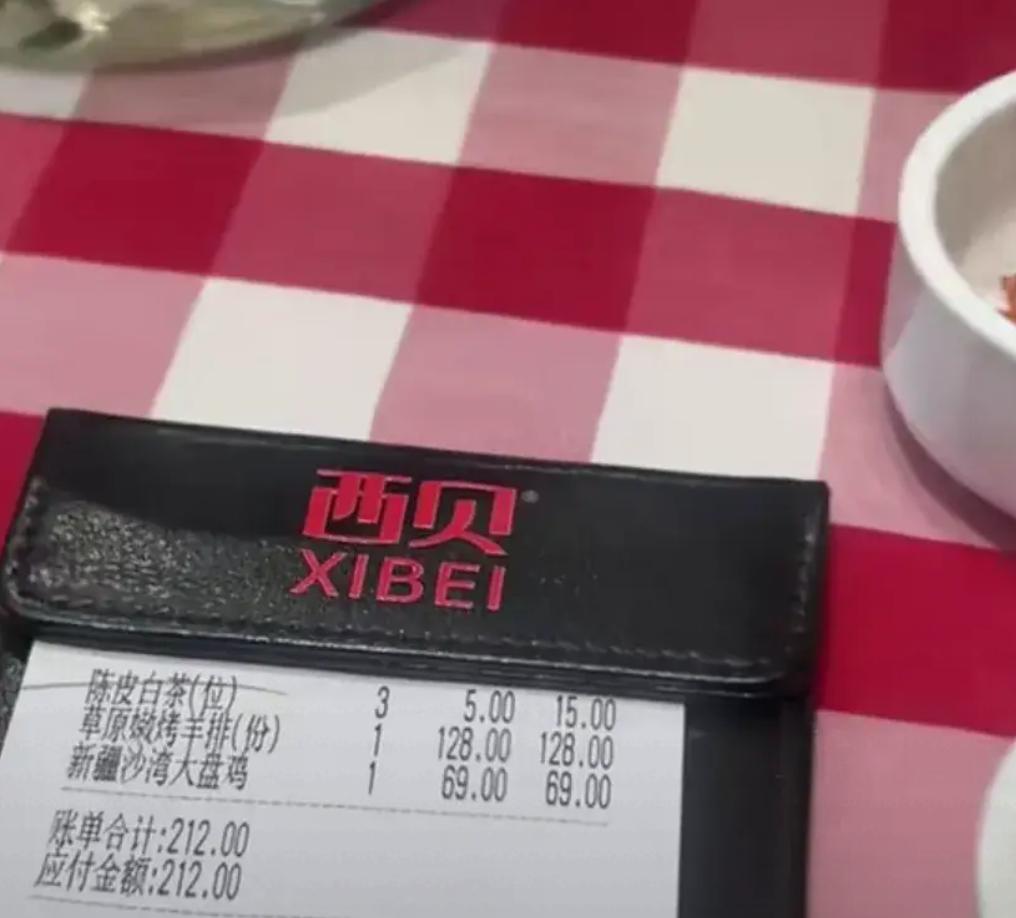 西贝®
XIBEI
陈皮白茶(位) 3 5.00 15.00
草原嫩烤羊排(份) 1 128.00 128.00
新疆沙湾大盘鸡 1 69.00 69.00
账单合计:212.00
应付金额:212.00